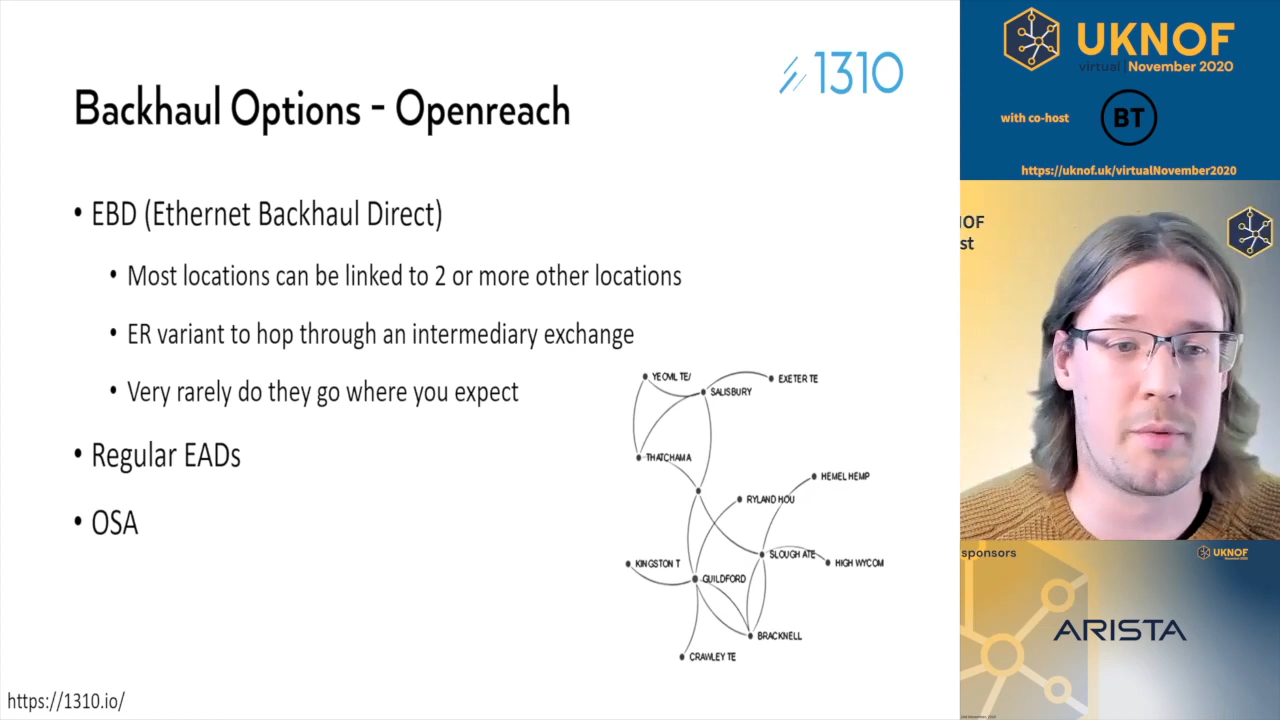 1310
Backhaul Options - Openreach
• EBD (Ethernet Backhaul Direct)
• Most locations can be linked to 2 or more other locations
• ER variant to hop through an intermediary exchange
• Very rarely do they go where you expect
• Regular EADs
• OSA
YEOVIL TE/
EXETER TE
SALISBURY
THATCHAM A
HEMEL HEMP
RYLAND HOU
SLOUGH ATE
KINGSTON T
HIGH WYCOM
GUILDFORD
BRACKNELL
CRAWLEY TE
https://1310.io/
UKNOF
virtual | November 2020
with co-host
BT
https://uknof.uk/virtualNovember2020
OF
st
sponsors
UKNOF
ARISTA